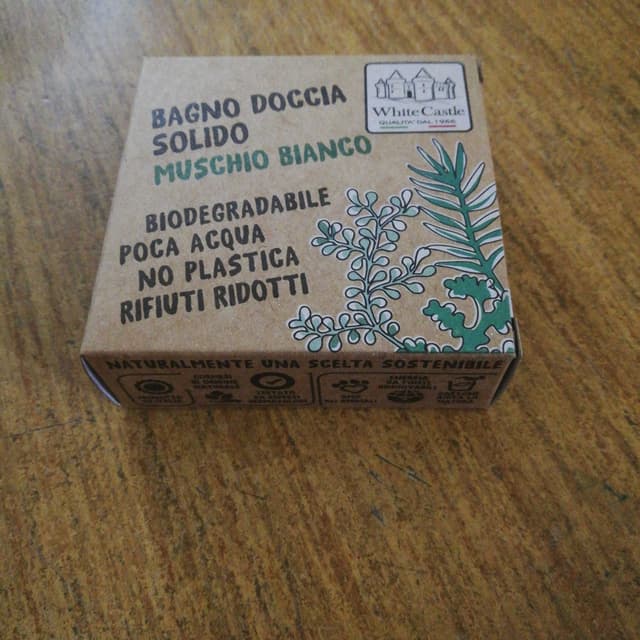 BAGNO DOCCIA
SOLIDO
MUSCHIO BIANCO
White Castle
QUALITA' DAL 1966
BIODEGRADABILE
POCA ACQUA
NO PLASTICA
RIFIUTI RIDOTTI
NATURALMENTE UNA SCELTA SOSTENIBILE